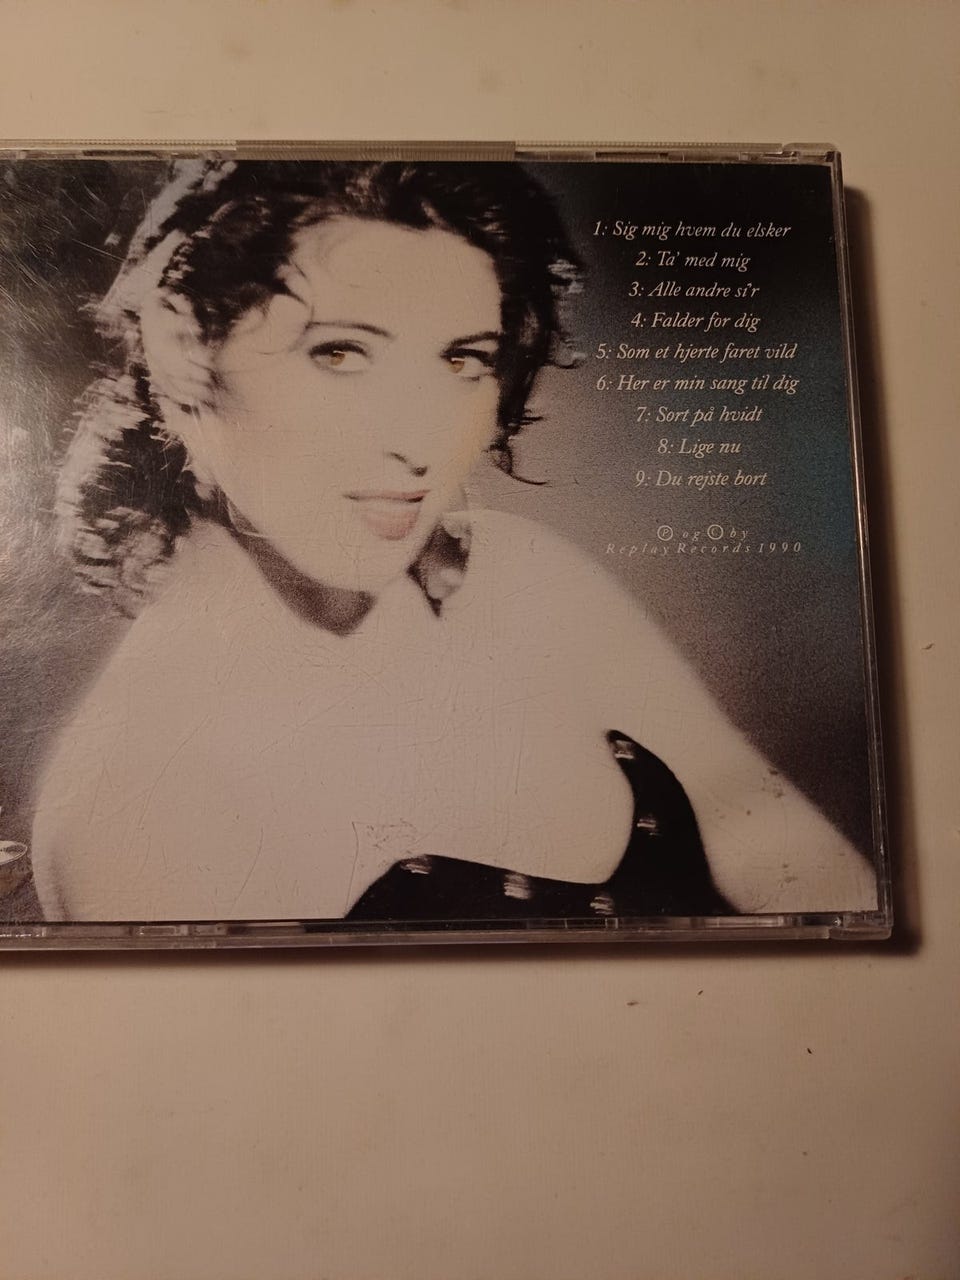 1: Sig mig hvem du elsker
2: Ta' med mig
3: Alle andre si'r
4: Falder for dig
5: Som et hjerte faret vild
6: Her er min sang til dig
7: Sort på hvidt
8: Lige nu
9: Du rejste bort
Ⓟ og Ⓒ by
Replay Records 1990